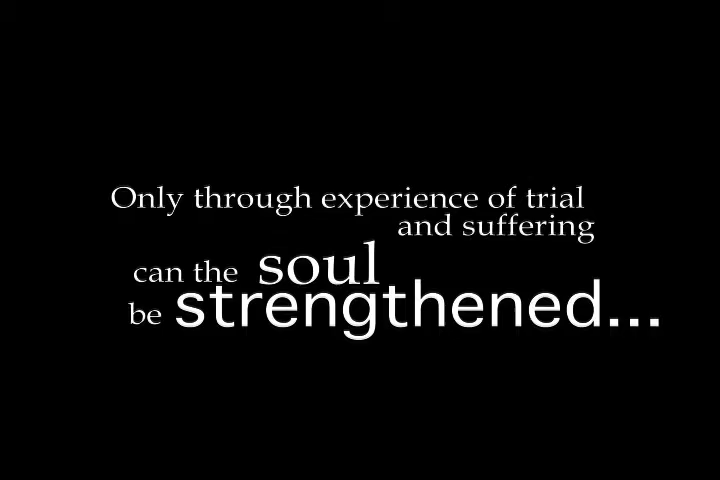 Only through experience of trial
and suffering
can the soul
be strengthened...